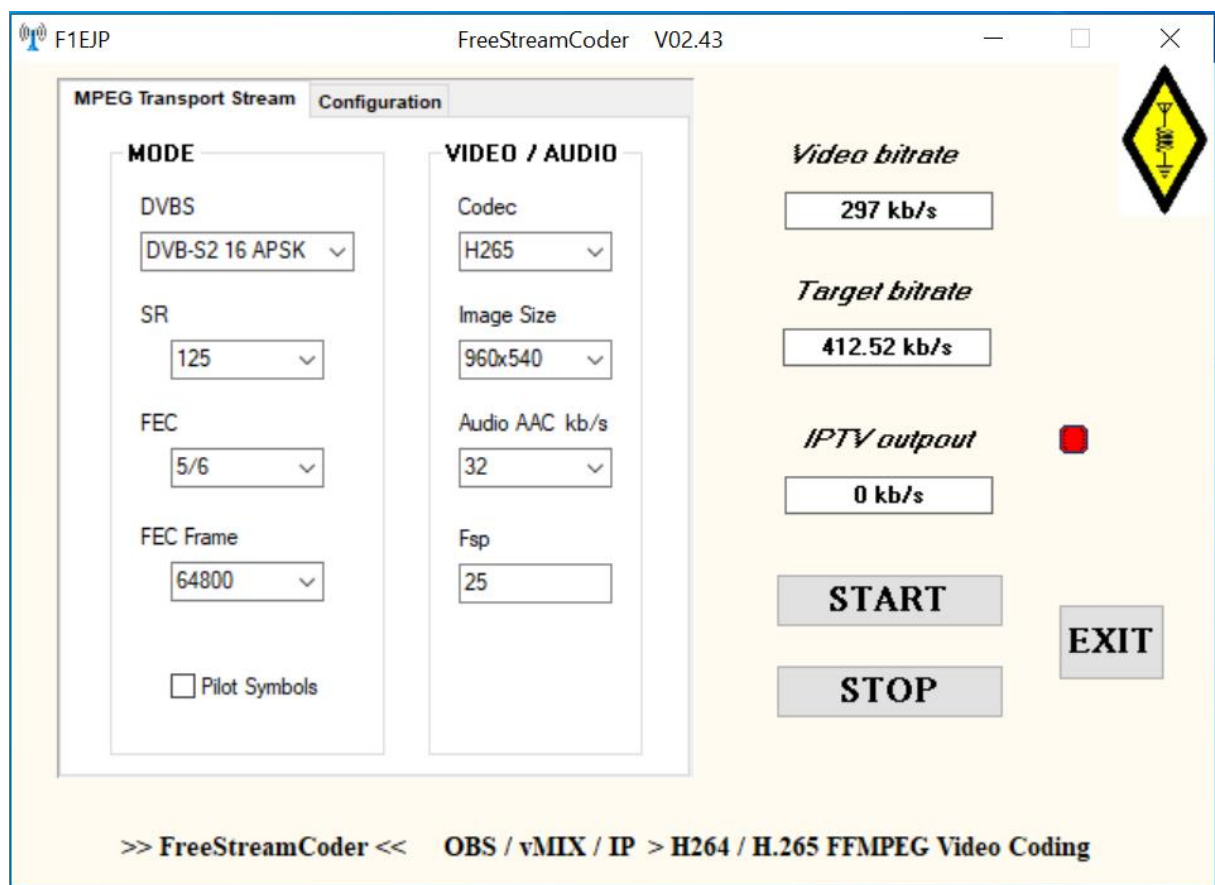 F1EJP FreeStreamCoder V02.43
MPEG Transport Stream Configuration
MODE
DVBS
DVB-S2 16 APSK
SR
125
FEC
5/6
FEC Frame
64800
Pilot Symbols
VIDEO / AUDIO
Codec
H265
Image Size
960x540
Audio AAC kb/s
32
Fsp
25
Video bitrate
297 kb/s
Target bitrate
412.52 kb/s
IPTV outpout
0 kb/s
START
STOP
EXIT
>> FreeStreamCoder << OBS / vMIX / IP > H264 / H.265 FFMPEG Video Coding